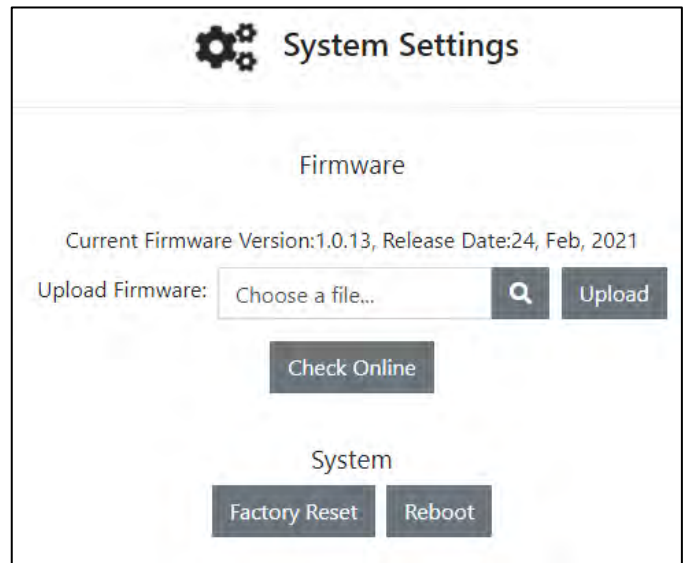 System Settings
Firmware
Current Firmware Version:1.0.13, Release Date:24, Feb, 2021
Upload Firmware: Choose a file... Upload
Check Online
System
Factory Reset Reboot